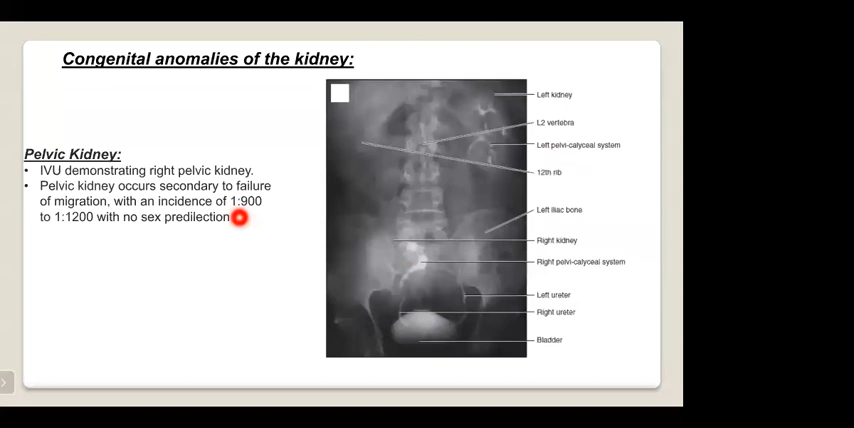 Congenital anomalies of the kidney:
Pelvic Kidney:
• IVU demonstrating right pelvic kidney.
• Pelvic kidney occurs secondary to failure
of migration, with an incidence of 1:900
to 1:1200 with no sex predilection
Left kidney
L2 vertebra
Left pelvi-calyceal system
12th rib
Left iliac bone
Right kidney
Right pelvi-calyceal system
Left ureter
Right ureter
Bladder